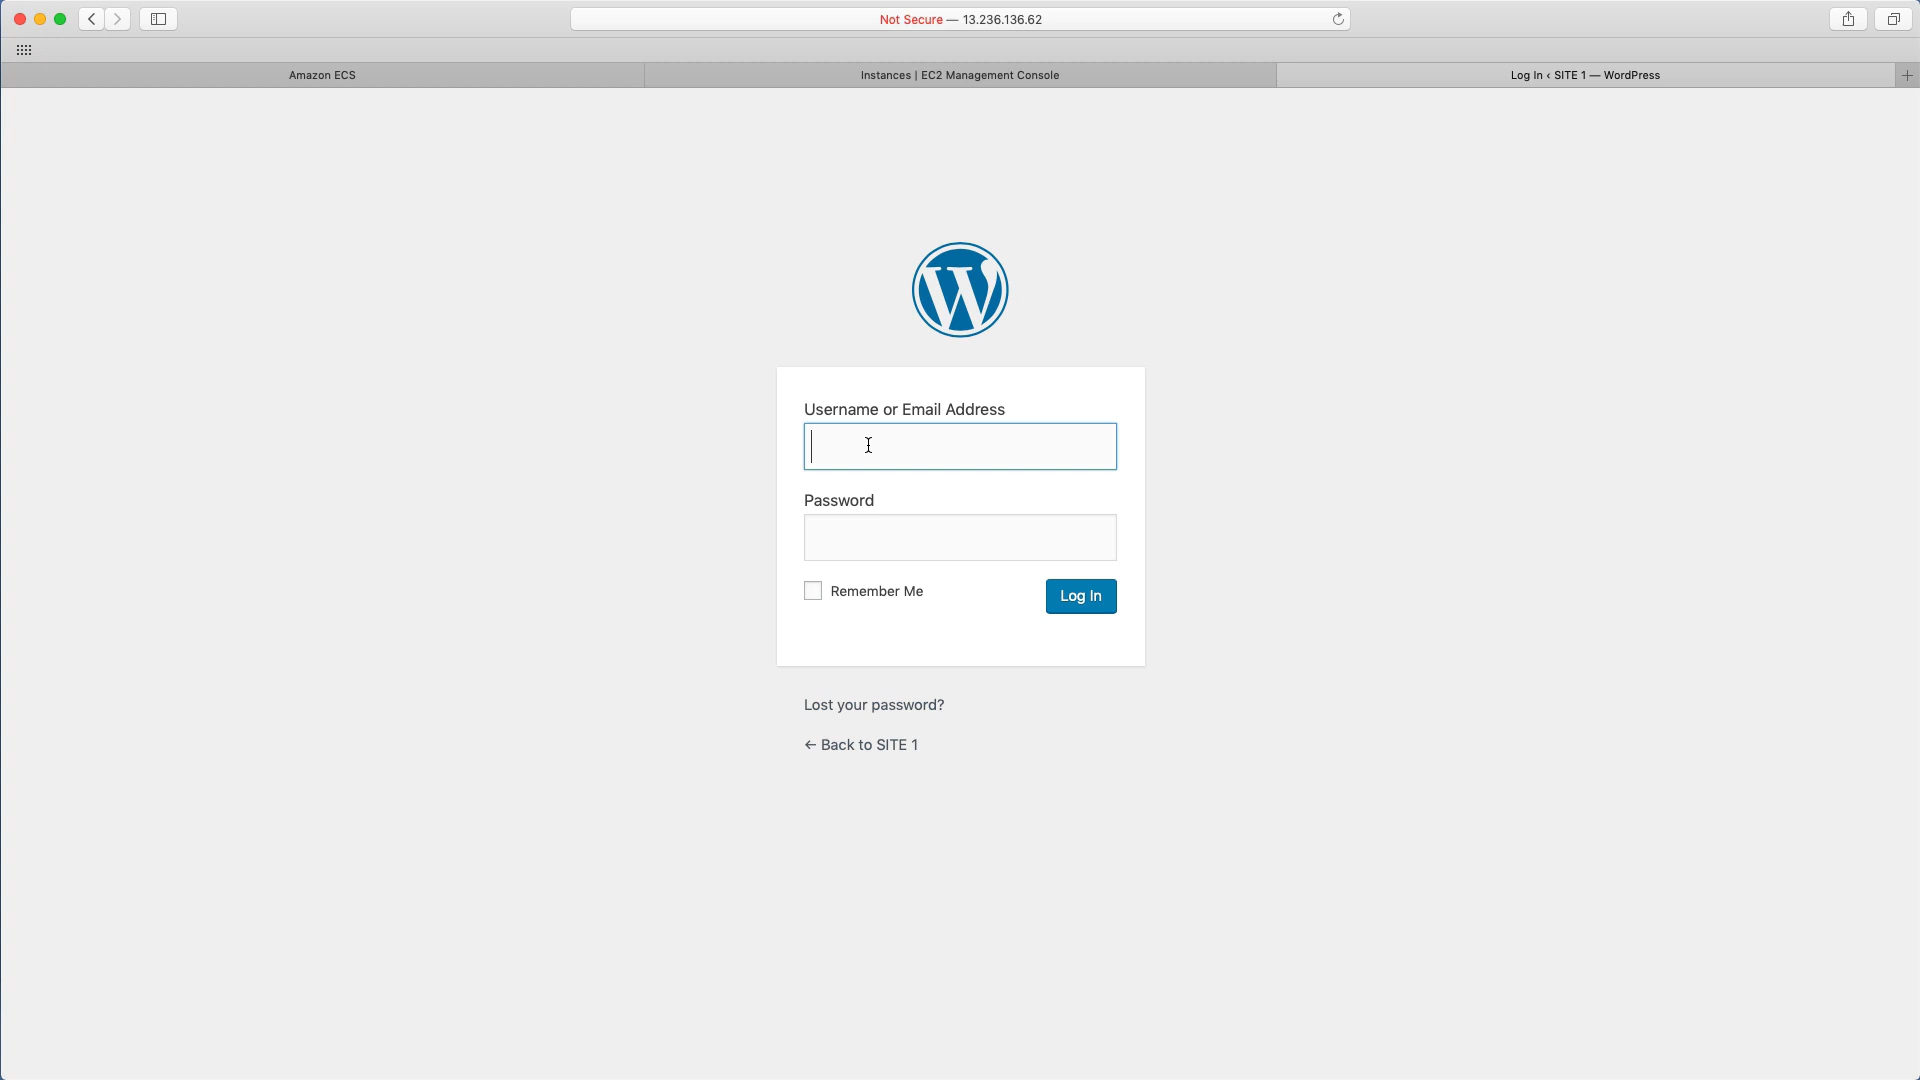 Not Secure — 13.236.136.62
Amazon ECS
Instances | EC2 Management Console
Log In ‹ SITE 1 — WordPress
Username or Email Address
Password
Remember Me
Log In
Lost your password?
← Back to SITE 1